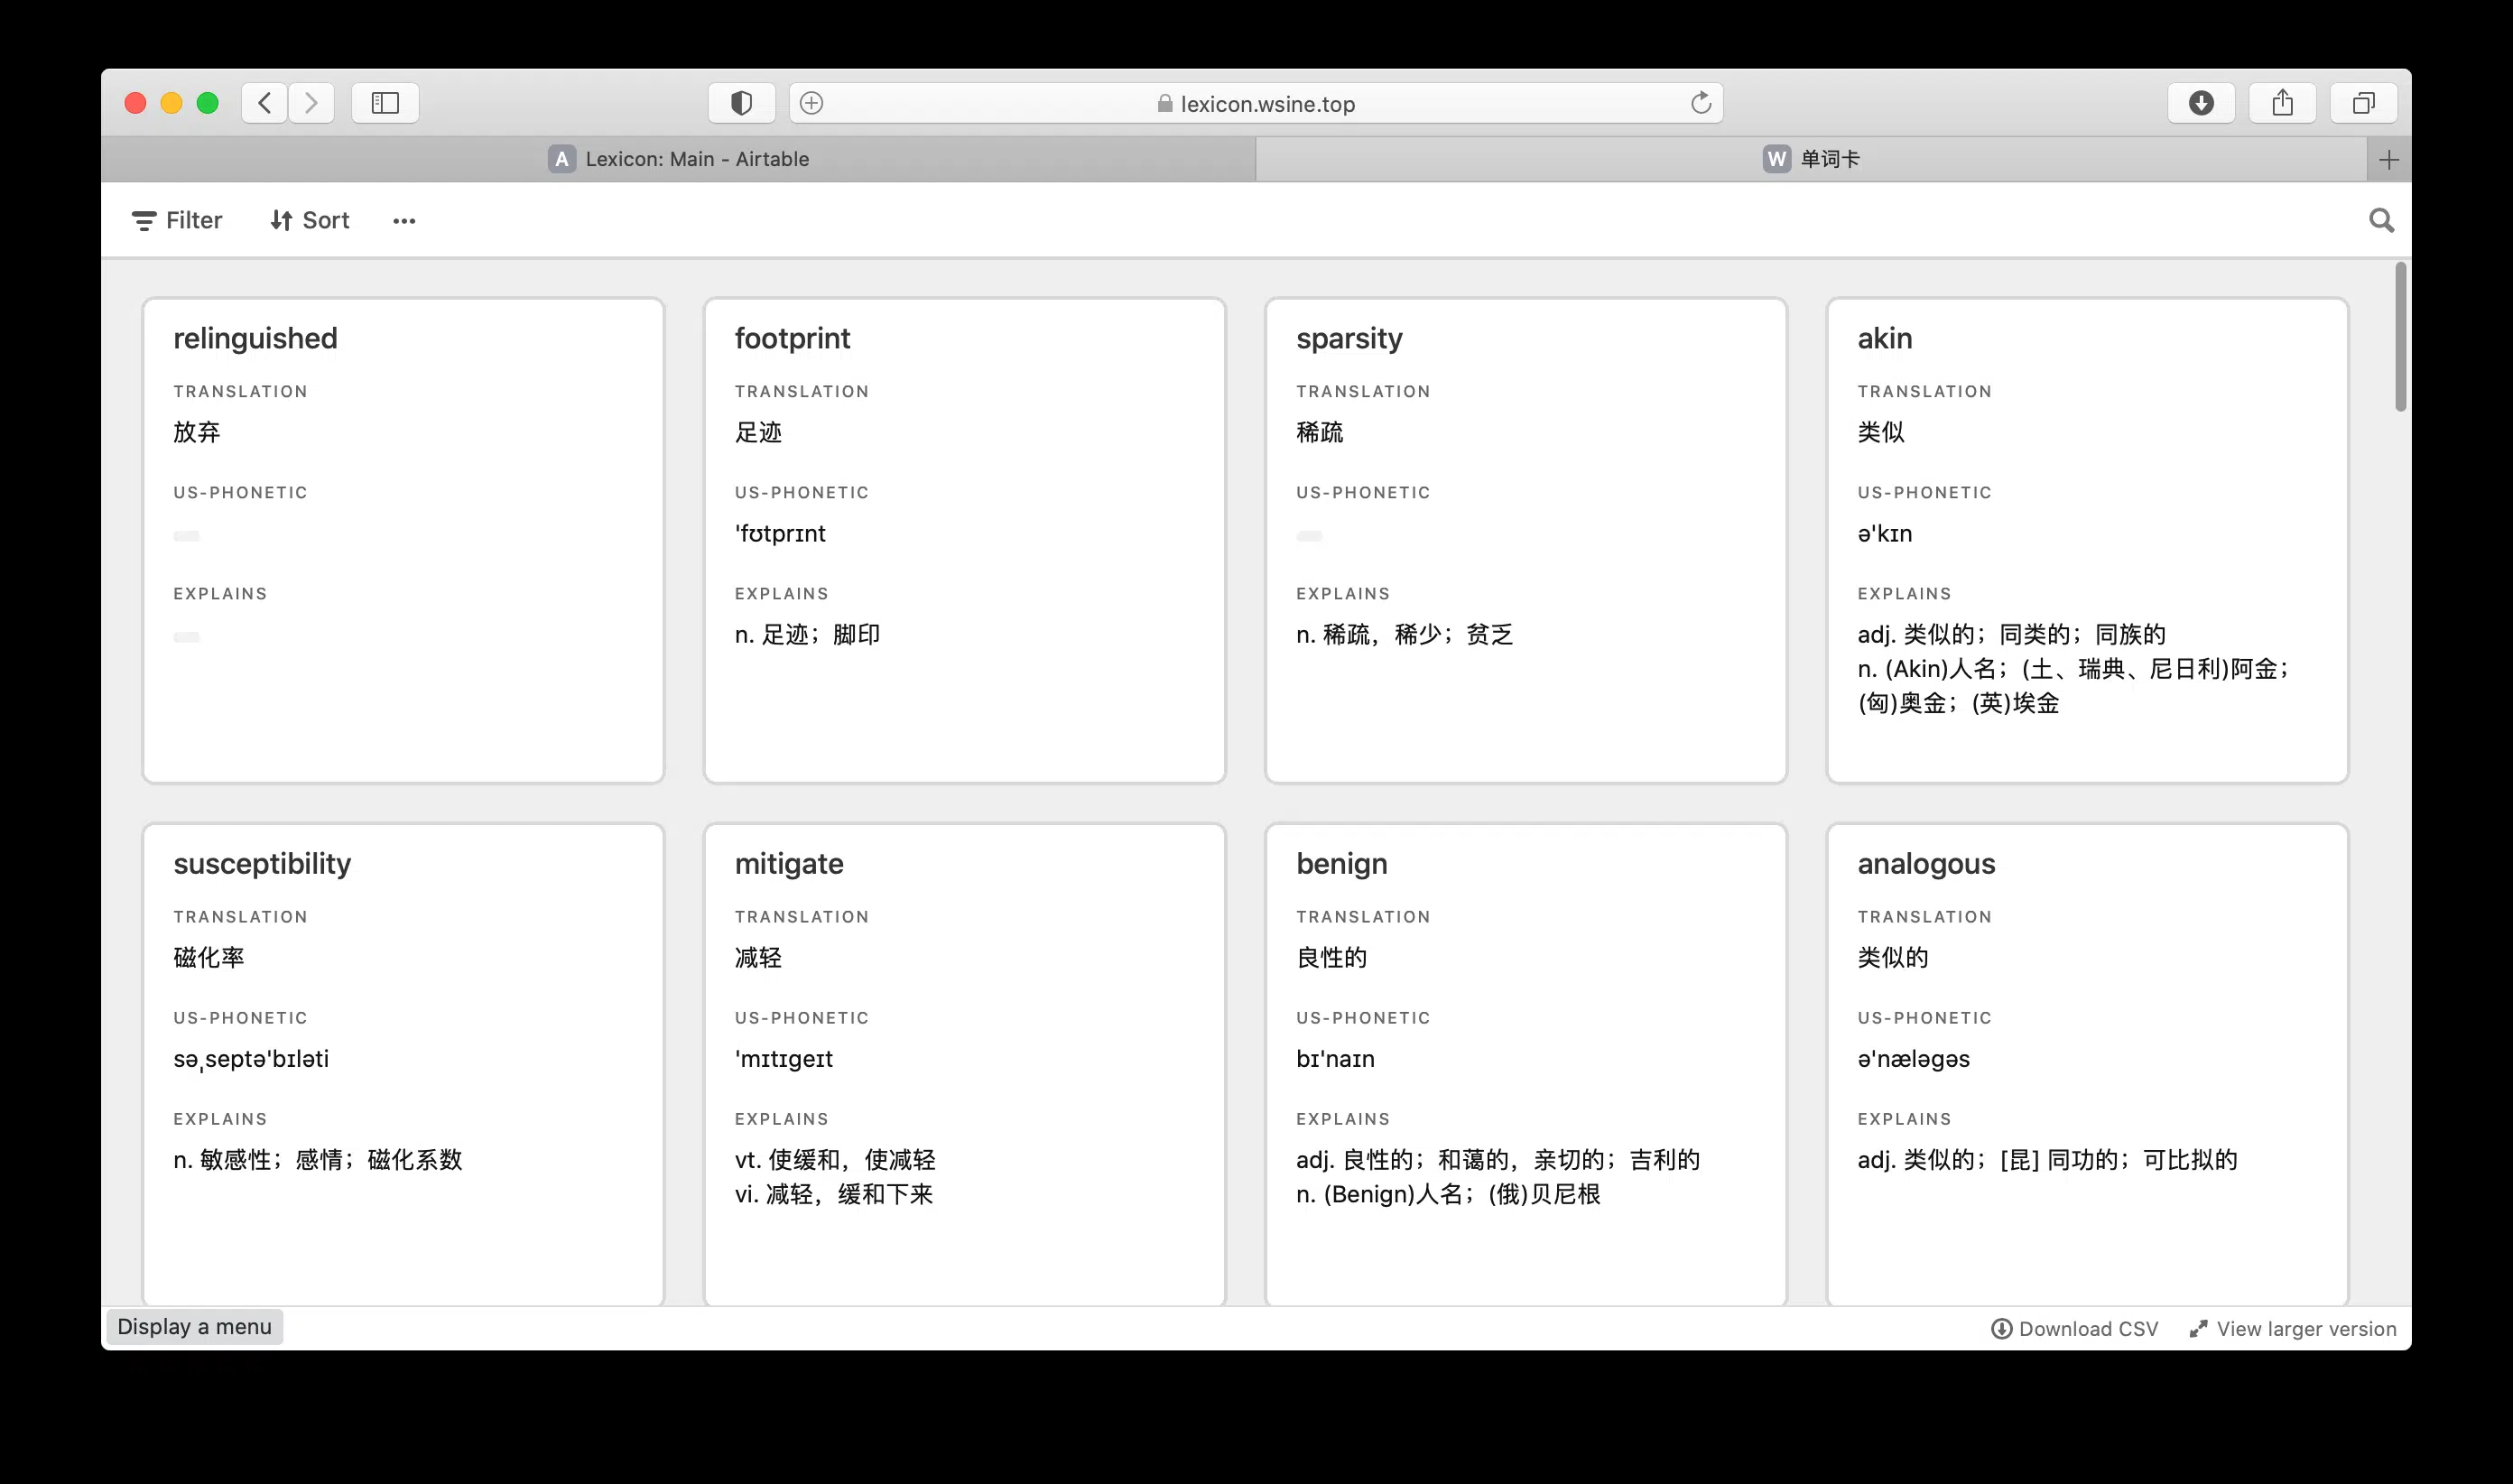 lexicon.wsine.top
A Lexicon: Main - Airtable
W 单词卡
Filter Sort
relinguished
TRANSLATION
放弃
US-PHONETIC
EXPLAINS
footprint
TRANSLATION
足迹
US-PHONETIC
'fʊtprɪnt
EXPLAINS
n. 足迹；脚印
sparsity
TRANSLATION
稀疏
US-PHONETIC
EXPLAINS
n. 稀疏，稀少；贫乏
akin
TRANSLATION
类似
US-PHONETIC
ə'kɪn
EXPLAINS
adj. 类似的；同类的；同族的
n. (Akin)人名；(土、瑞典、尼日利)阿金；
(匈)奥金；(英)埃金
susceptibility
TRANSLATION
磁化率
US-PHONETIC
səˌseptə'bɪləti
EXPLAINS
n. 敏感性；感情；磁化系数
mitigate
TRANSLATION
减轻
US-PHONETIC
'mɪtɪɡeɪt
EXPLAINS
vt. 使缓和，使减轻
vi. 减轻，缓和下来
benign
TRANSLATION
良性的
US-PHONETIC
bɪ'naɪn
EXPLAINS
adj. 良性的；和蔼的，亲切的；吉利的
n. (Benign)人名；(俄)贝尼根
analogous
TRANSLATION
类似的
US-PHONETIC
ə'næləɡəs
EXPLAINS
adj. 类似的；[昆] 同功的；可比拟的
Display a menu
Download CSV
View larger version